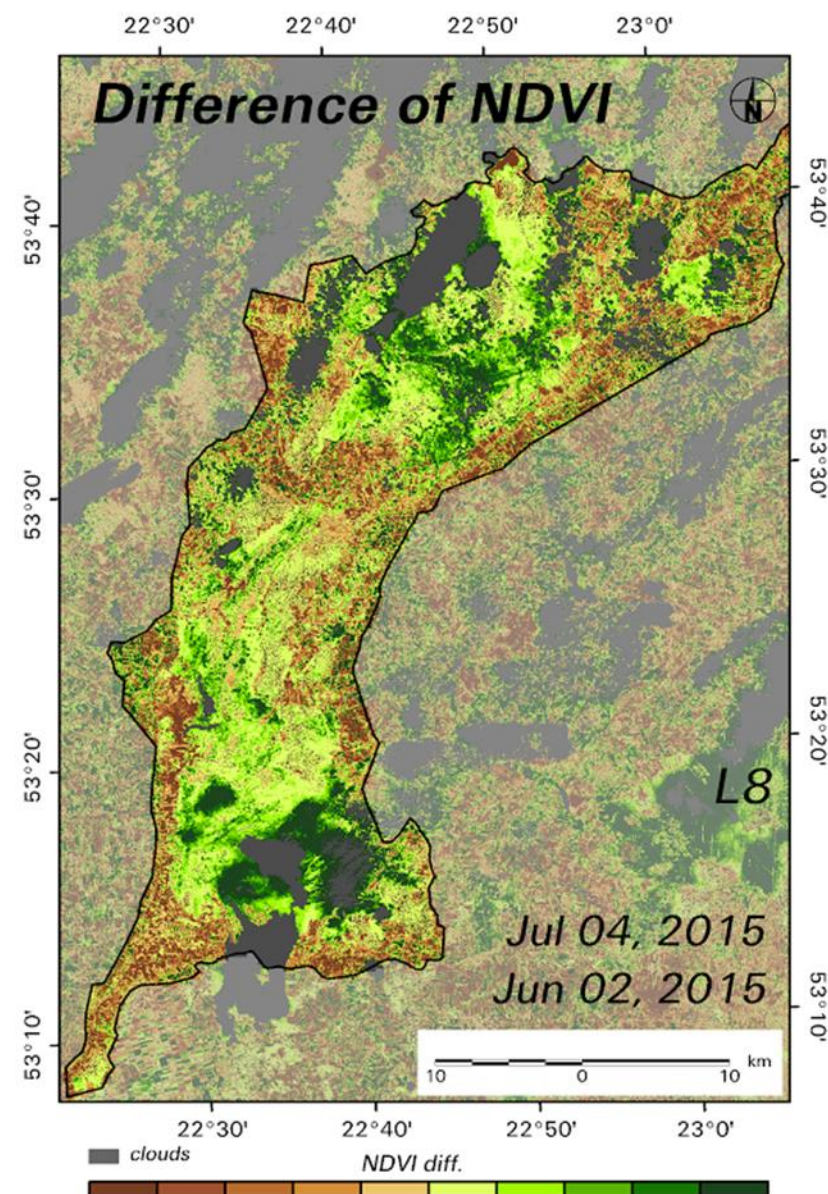 22°30' 22°40' 22°50' 23°0'
Difference of NDVI
N
53°40'
53°40'
53°30'
53°30'
53°20'
53°20'
L8
Jul 04, 2015
Jun 02, 2015
53°10'
53°10'
km
10 0 10
22°30' 22°40' 22°50' 23°0'
clouds
NDVI diff.